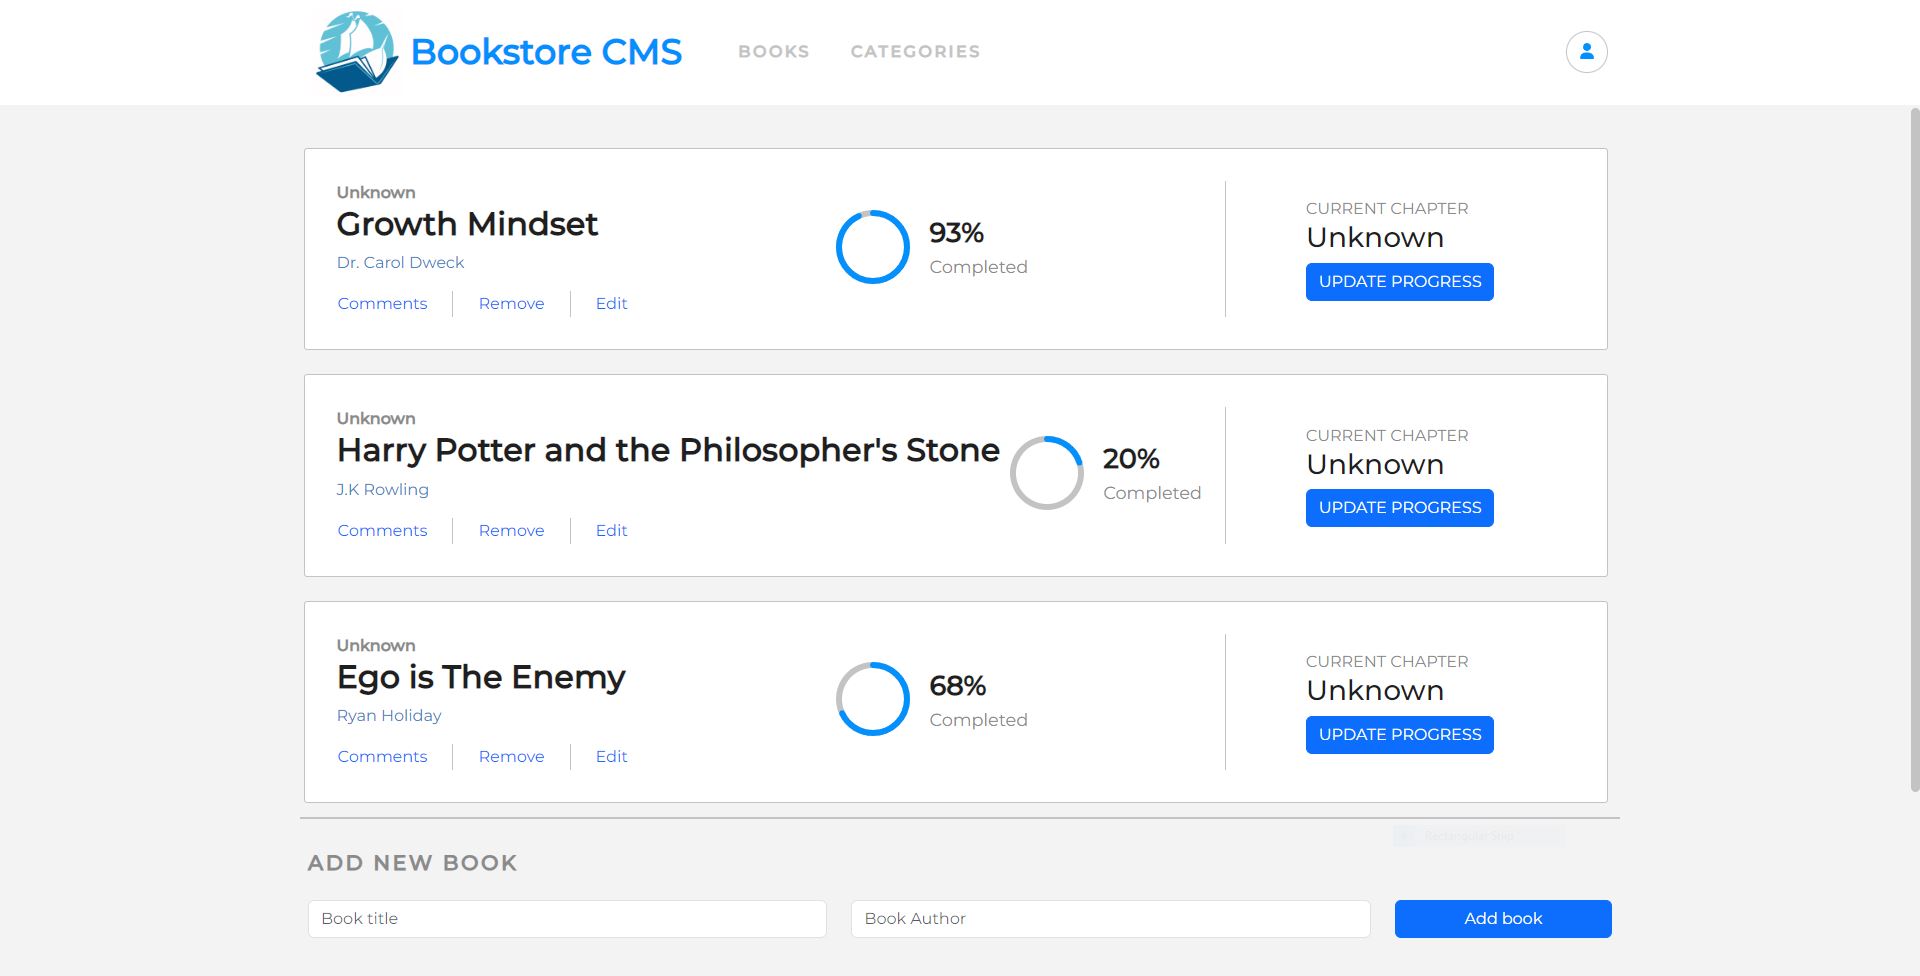 Bookstore CMS
BOOKS
CATEGORIES
Unknown
Growth Mindset
Dr. Carol Dweck
Comments
Remove
Edit
93%
Completed
CURRENT CHAPTER
Unknown
UPDATE PROGRESS
Unknown
Harry Potter and the Philosopher's Stone
J.K Rowling
Comments
Remove
Edit
20%
Completed
CURRENT CHAPTER
Unknown
UPDATE PROGRESS
Unknown
Ego is The Enemy
Ryan Holiday
Comments
Remove
Edit
68%
Completed
CURRENT CHAPTER
Unknown
UPDATE PROGRESS
Rectangular Snip
ADD NEW BOOK
Book title
Book Author
Add book